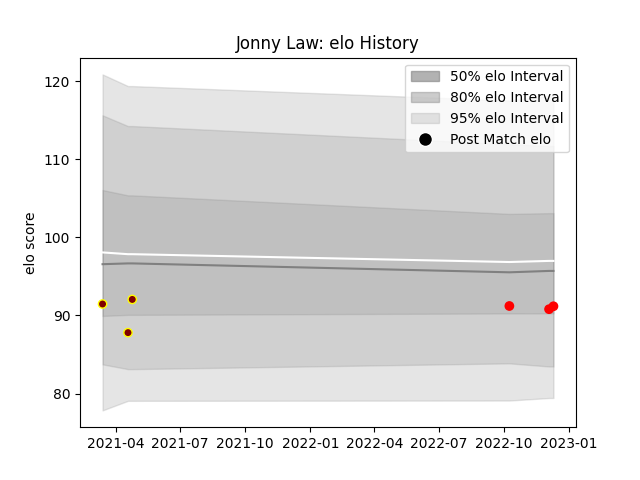 Jonny Law: elo History
50% elo Interval
80% elo Interval
95% elo Interval
Post Match elo
elo score
120
110
100
90
80
2021-04 2021-07 2021-10 2022-01 2022-04 2022-07 2022-10 2023-01